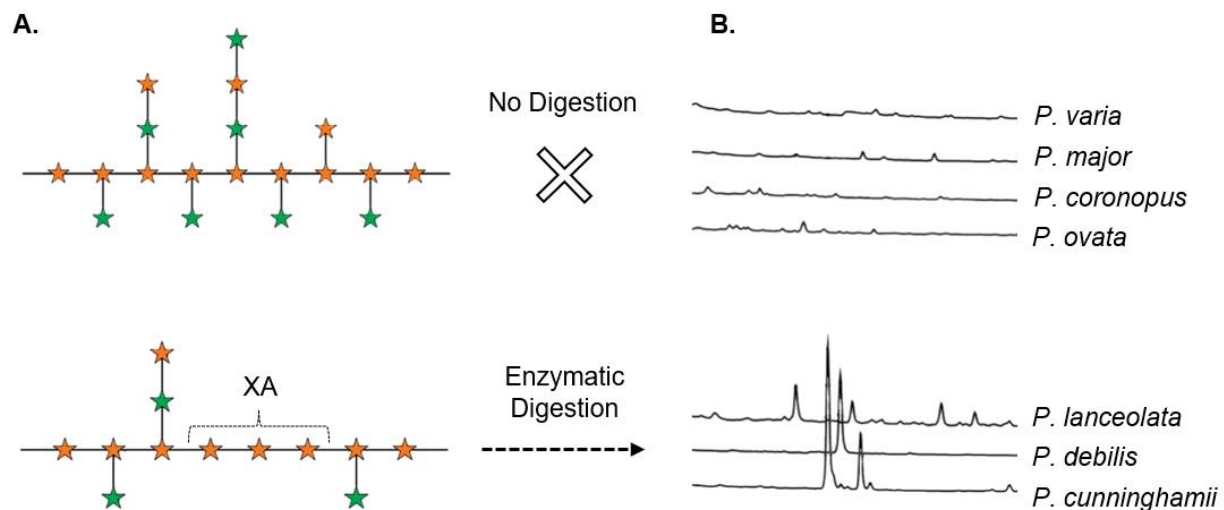 A.
B.
No Digestion
P. varia
P. major
P. coronopus
P. ovata
XA
Enzymatic
Digestion
P. lanceolata
P. debilis
P. cunninghamii